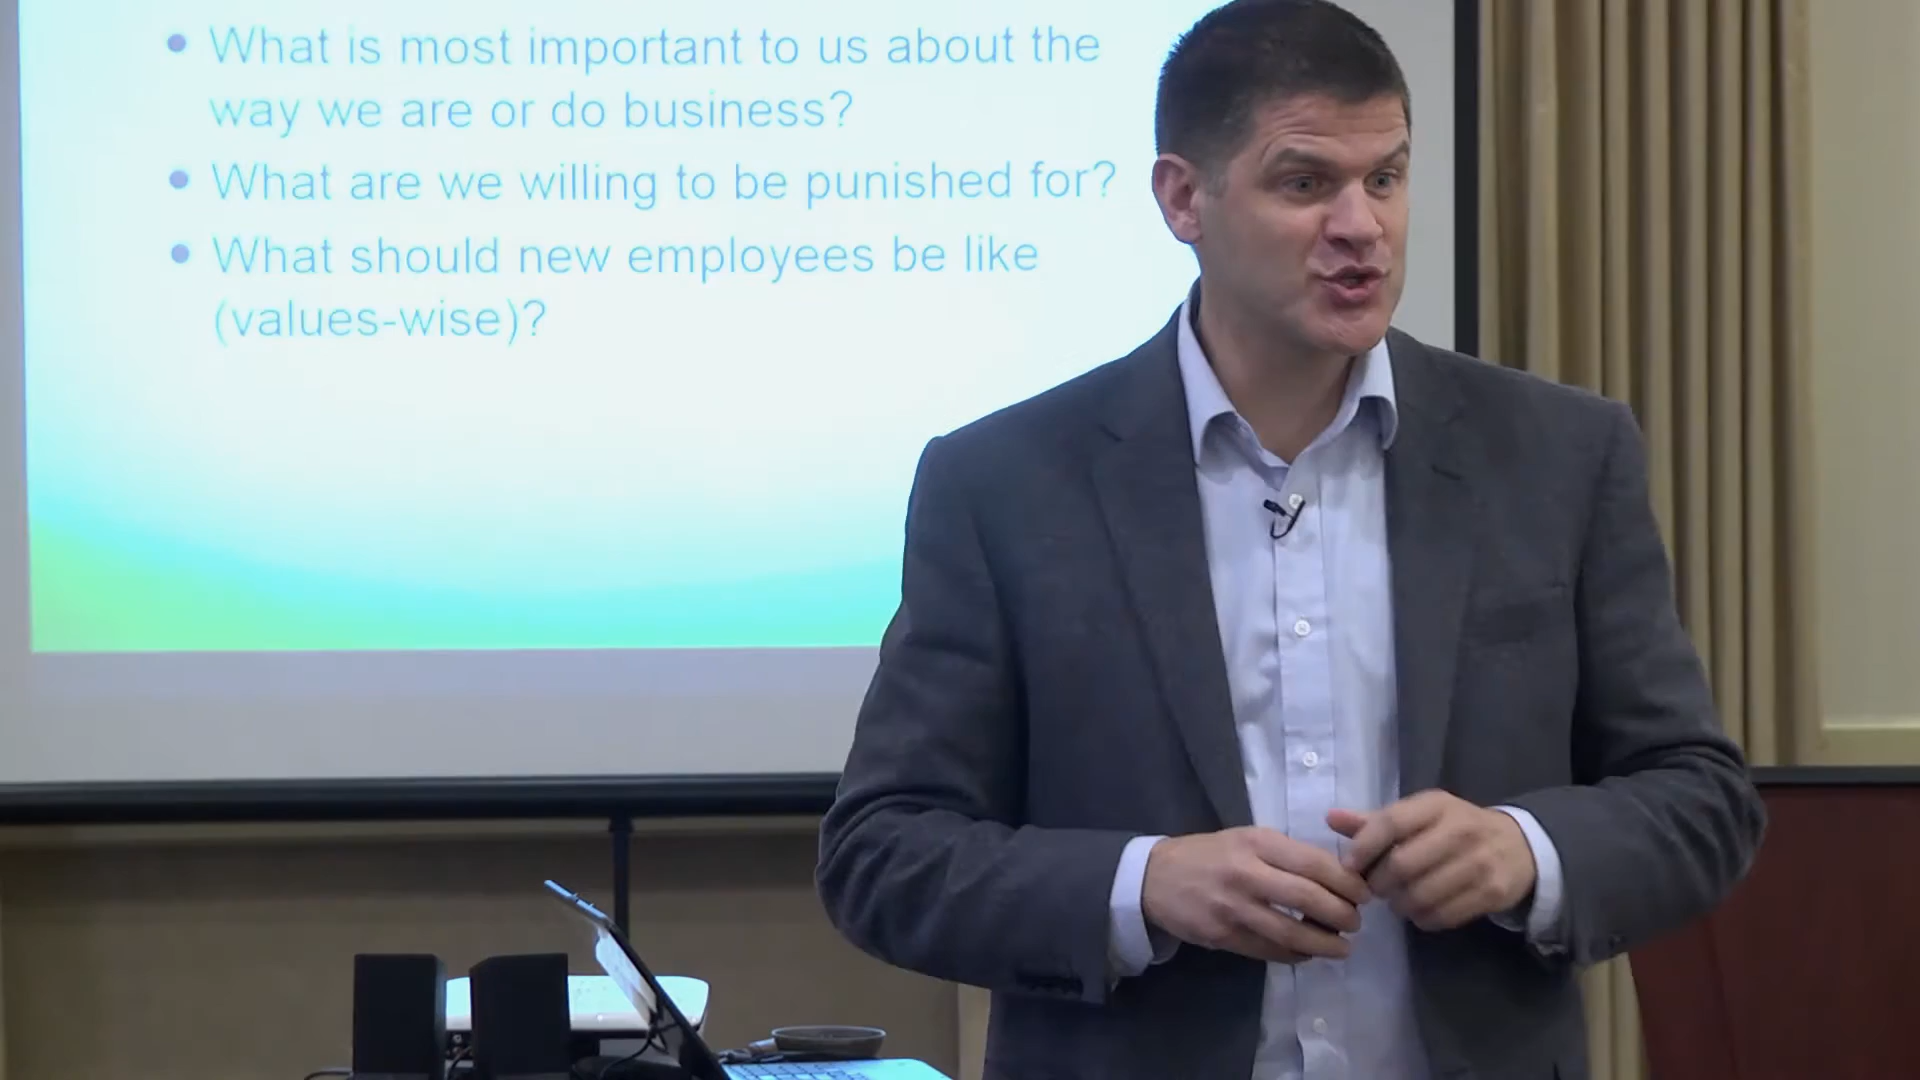 • What is most important to us about the
way we are or do business?
• What are we willing to be punished for?
• What should new employees be like
(values-wise)?